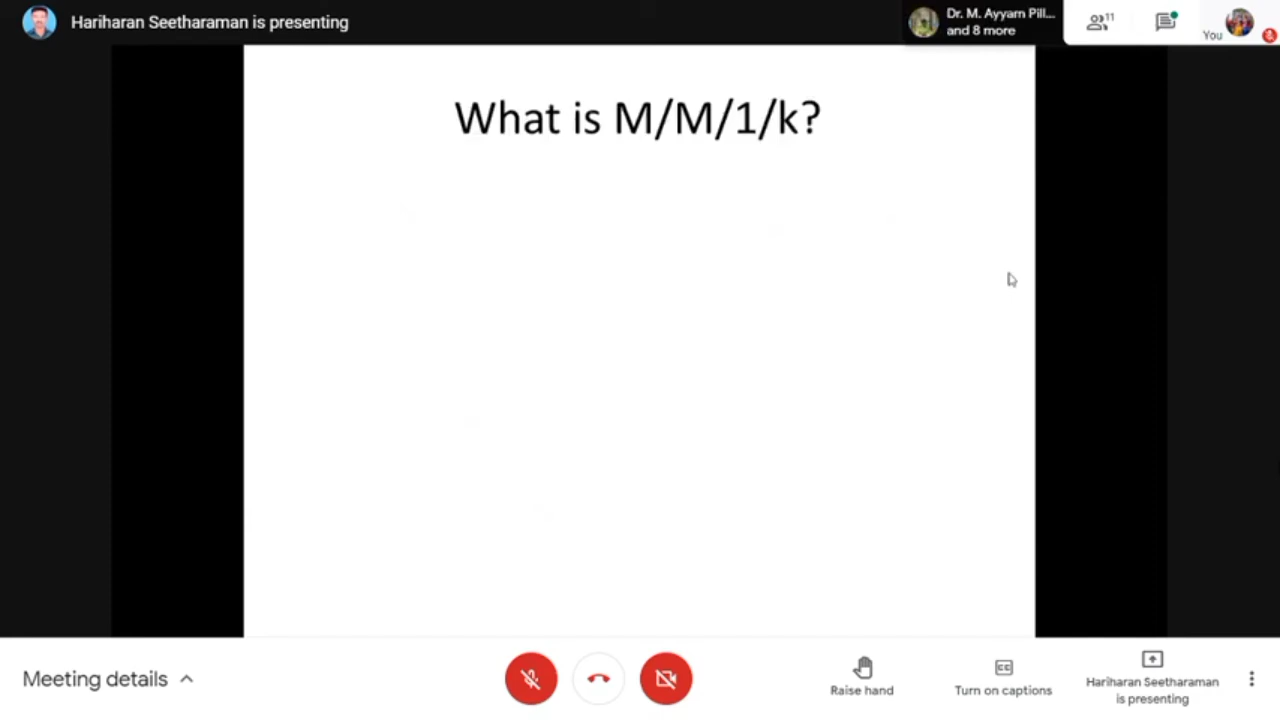 Hariharan Seetharaman is presenting
Dr. M. Ayyam Pill...
and 8 more
11
You
What is M/M/1/k?
Meeting details
Raise hand
CC
Turn on captions
Hariharan Seetharaman
is presenting